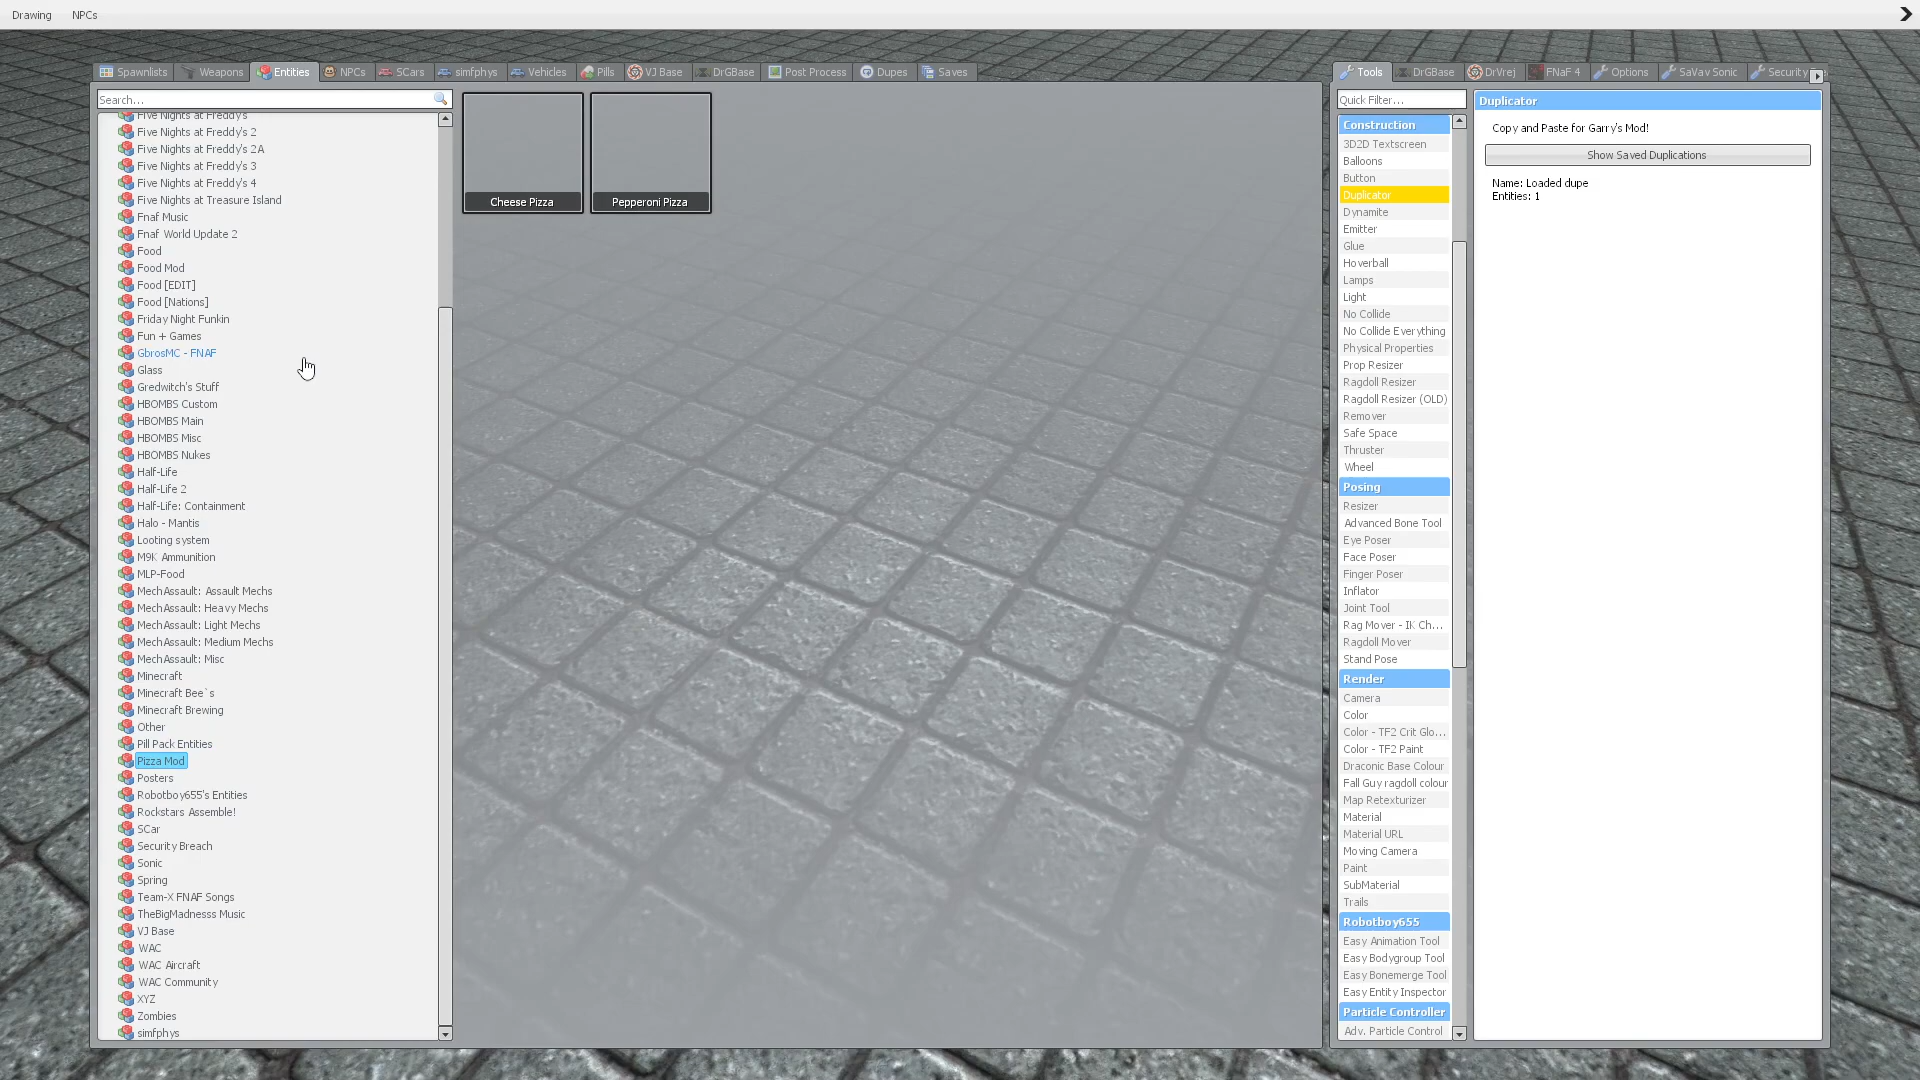 Drawing NPCs
Spawnlists Weapons Entities NPCs SCars simfphys Vehicles Pills VJ Base DrGBase Post Process Dupes Saves
Search...
Five Nights at Freddy's
Five Nights at Freddy's 2
Five Nights at Freddy's 2A
Five Nights at Freddy's 3
Five Nights at Freddy's 4
Five Nights at Treasure Island
Fnaf Music
Fnaf World Update 2
Food
Food Mod
Food [EDIT]
Food [Nations]
Friday Night Funkin
Fun + Games
GbrosMC - FNAF
Glass
Gredwitch's Stuff
HBOMBS Custom
HBOMBS Main
HBOMBS Misc
HBOMBS Nukes
Half-Life
Half-Life 2
Half-Life: Containment
Halo - Mantis
Looting system
M9K Ammunition
MLP-Food
MechAssault: Assault Mechs
MechAssault: Heavy Mechs
MechAssault: Light Mechs
MechAssault: Medium Mechs
MechAssault: Misc
Minecraft
Minecraft Bee`s
Minecraft Brewing
Other
Pill Pack Entities
Pizza Mod
Posters
Robotboy655's Entities
Rockstars Assemble!
SCar
Security Breach
Sonic
Spring
Team-X FNAF Songs
TheBigMadnesss Music
VJ Base
WAC
WAC Aircraft
WAC Community
XYZ
Zombies
simfphys
Cheese Pizza
Pepperoni Pizza
Tools DrGBase DrVrej FNaF 4 Options SaVav Sonic Security
Quick Filter...
Construction
3D2D Textscreen
Balloons
Button
Duplicator
Dynamite
Emitter
Glue
Hoverball
Lamps
Light
No Collide
No Collide Everything
Physical Properties
Prop Resizer
Ragdoll Resizer
Ragdoll Resizer (OLD)
Remover
Safe Space
Thruster
Wheel
Posing
Resizer
Advanced Bone Tool
Eye Poser
Face Poser
Finger Poser
Inflator
Joint Tool
Rag Mover - IK Ch...
Ragdoll Mover
Stand Pose
Render
Camera
Color
Color - TF2 Crit Glo...
Color - TF2 Paint
Draconic Base Colour
Fall Guy ragdoll colour
Map Retexturizer
Material
Material URL
Moving Camera
Paint
SubMaterial
Trails
Robotboy655
Easy Animation Tool
Easy Bodygroup Tool
Easy Bonemerge Tool
Easy Entity Inspector
Particle Controller
Adv. Particle Control
Duplicator
Copy and Paste for Garry's Mod!
Show Saved Duplications
Name: Loaded dupe
Entities: 1